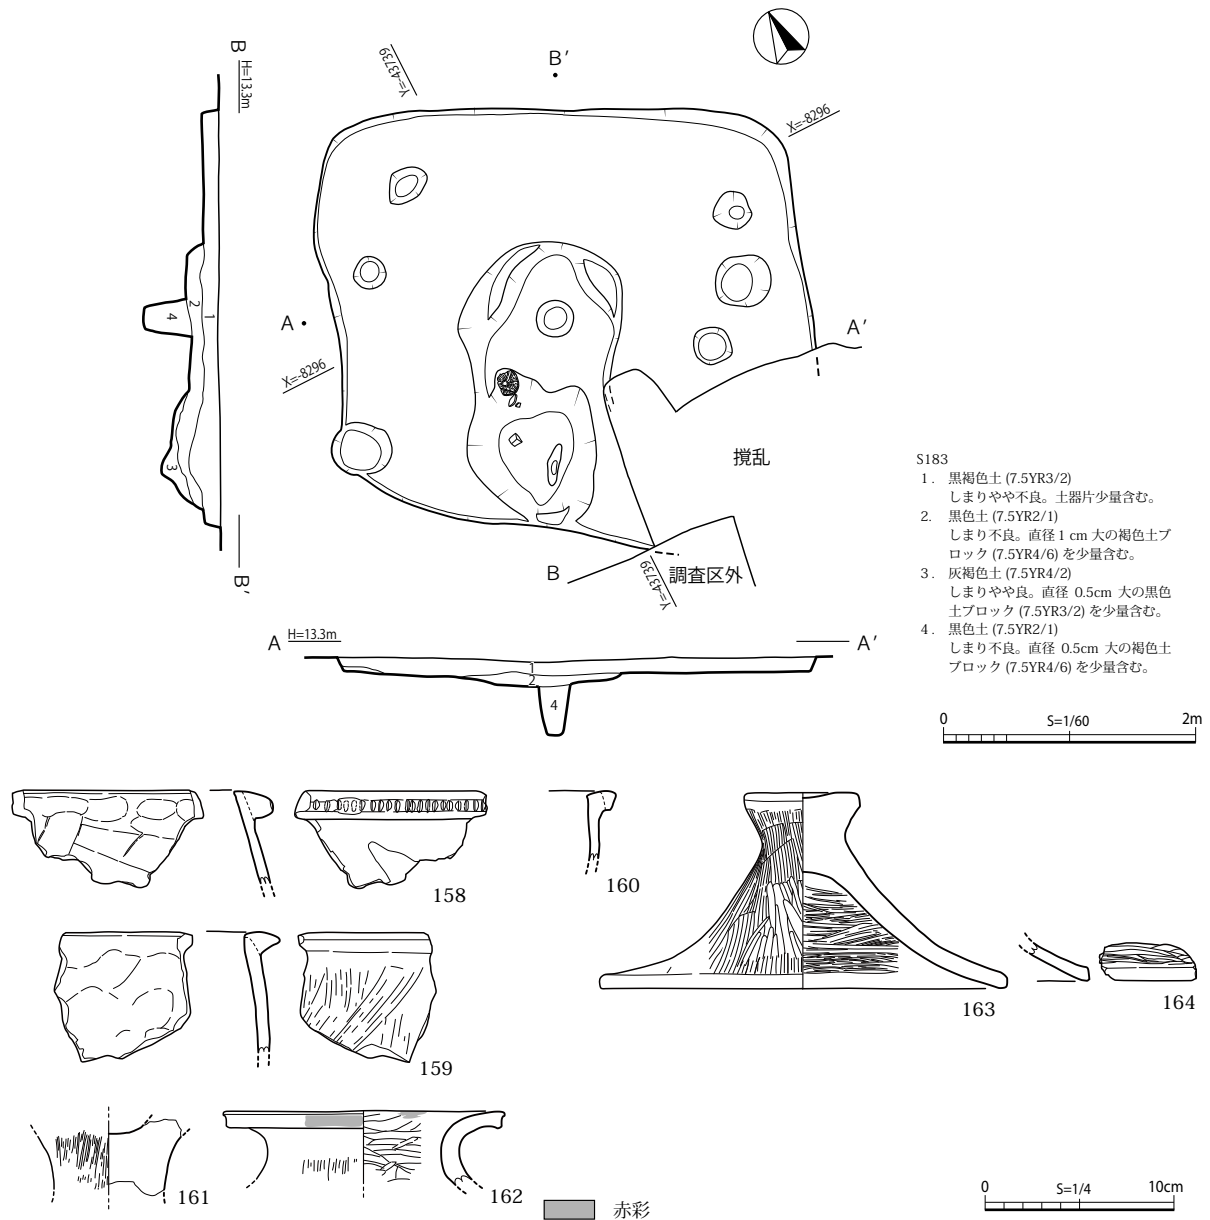 B
H=13.3m
Y=-43739
B′
X=-8296
1
2
4
3
A
A′
X=-8296
撹乱
B′
B
Y=-43739
調査区外
S183
1. 黒褐色土 (7.5YR3/2)
しまりやや不良。土器片少量含む。
2. 黒色土 (7.5YR2/1)
しまり不良。直径 1 cm 大の褐色土ブ
ロック (7.5YR4/6) を少量含む。
3. 灰褐色土 (7.5YR4/2)
しまりやや良。直径 0.5cm 大の黒色
土ブロック (7.5YR3/2) を少量含む。
4. 黒色土 (7.5YR2/1)
しまり不良。直径 0.5cm 大の褐色土
ブロック (7.5YR4/6) を少量含む。
A H=13.3m A′
1
2
4
0 S=1/60 2m
158
160
163
164
159
161
162
赤彩
0 S=1/4 10cm